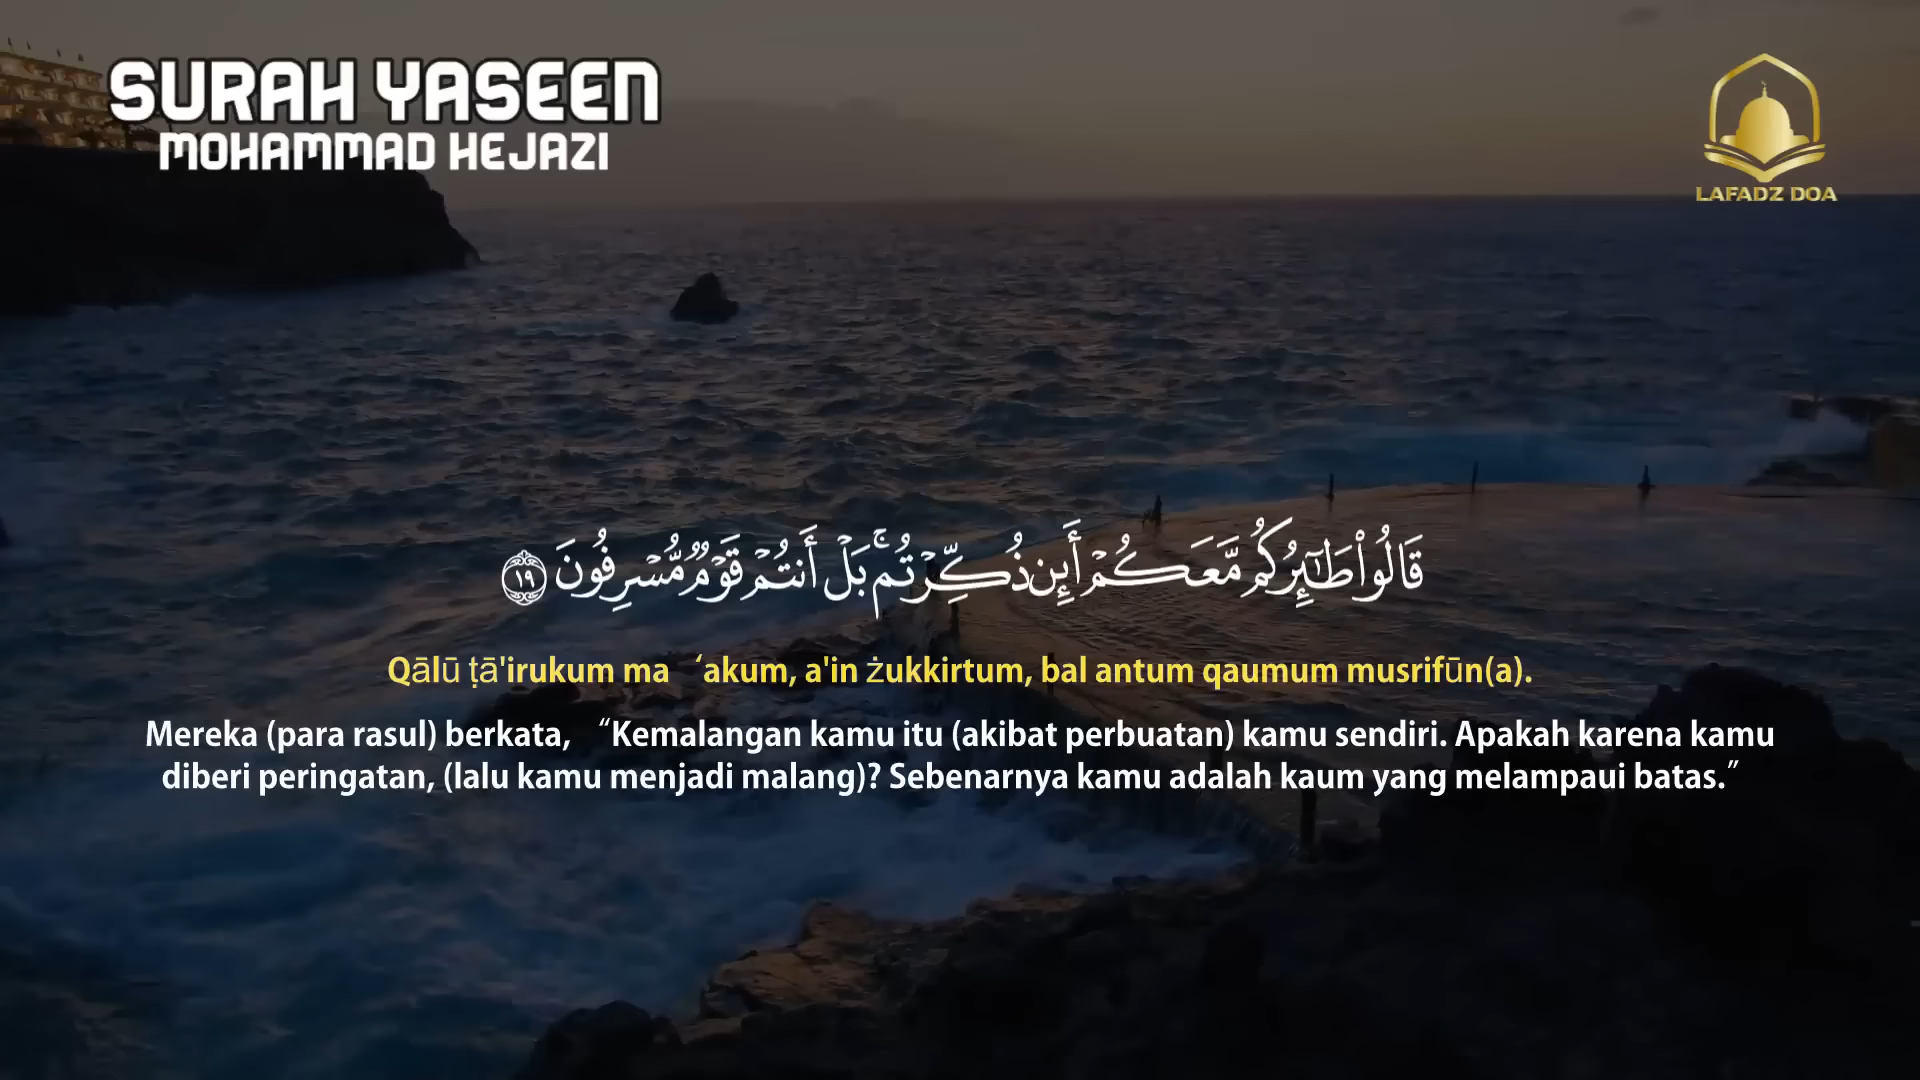 SURAH YASEEN
MOHAMMAD HEJAZI
LAFADZ DOA
قَالُوا۟ طَـٰٓئِرُكُم مَّعَكُمْ أَئِن ذُكِّرْتُم ۚ بَلْ أَنتُمْ قَوْمٌ مُّسْرِفُونَ ١٩
Qālū ṭā'irukum ma ‘akum, a'in żukkirtum, bal antum qaumum musrifūn(a).
Mereka (para rasul) berkata, “Kemalangan kamu itu (akibat perbuatan) kamu sendiri. Apakah karena kamu
diberi peringatan, (lalu kamu menjadi malang)? Sebenarnya kamu adalah kaum yang melampaui batas.”